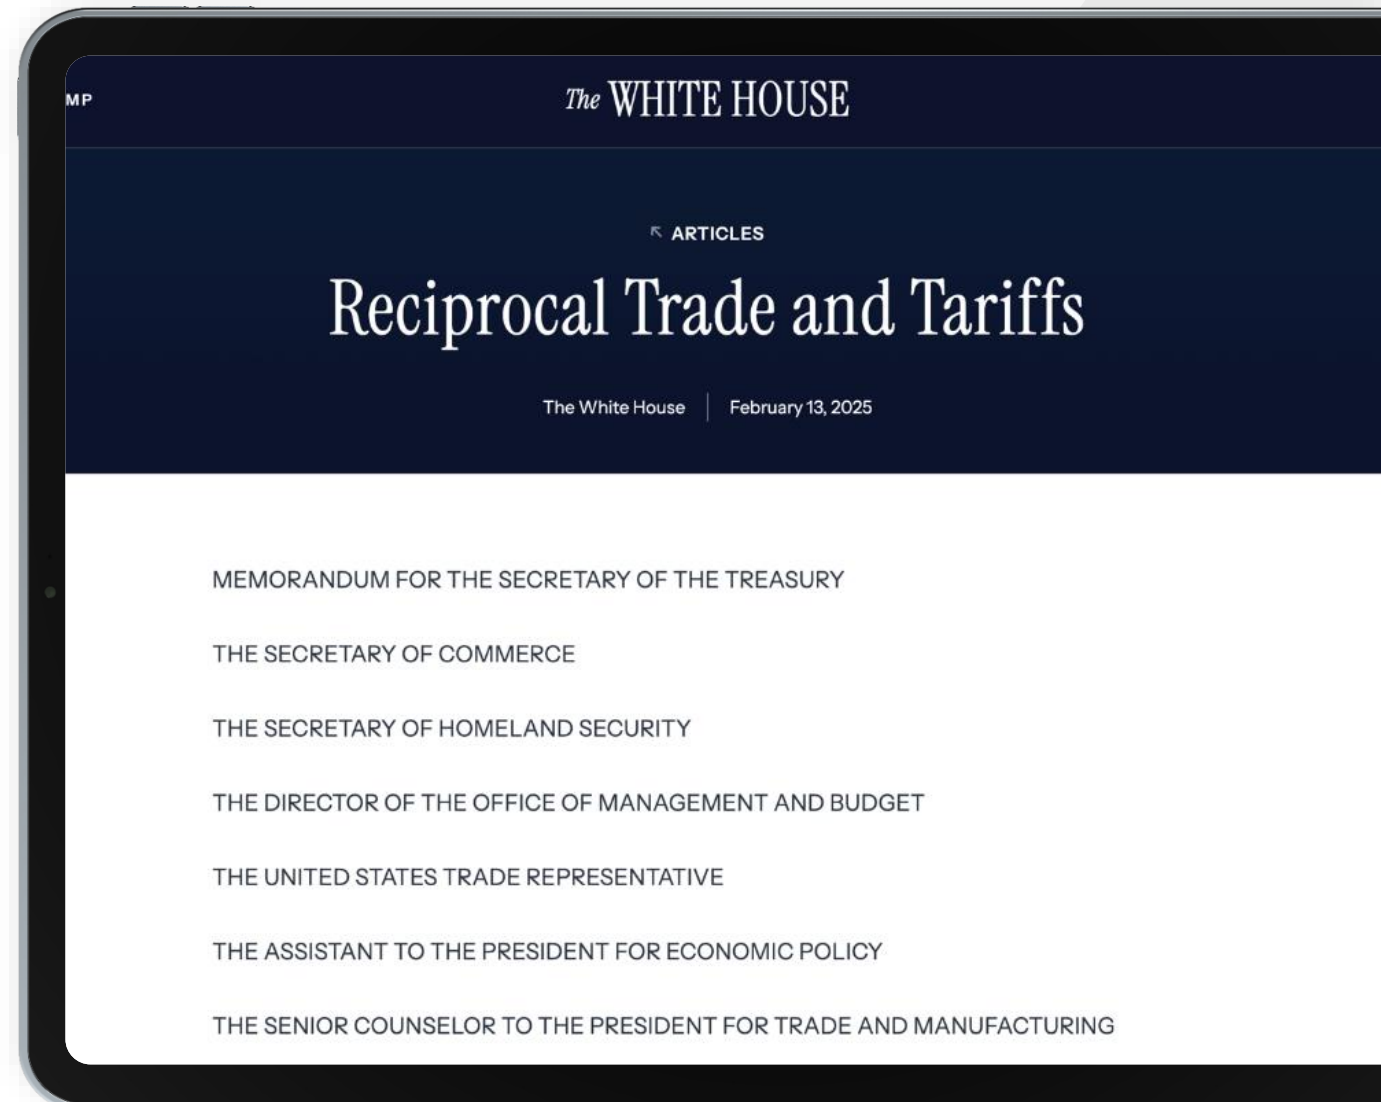 MP
The WHITE HOUSE
ARTICLES
Reciprocal Trade and Tariffs
The White House | February 13, 2025
MEMORANDUM FOR THE SECRETARY OF THE TREASURY
THE SECRETARY OF COMMERCE
THE SECRETARY OF HOMELAND SECURITY
THE DIRECTOR OF THE OFFICE OF MANAGEMENT AND BUDGET
THE UNITED STATES TRADE REPRESENTATIVE
THE ASSISTANT TO THE PRESIDENT FOR ECONOMIC POLICY
THE SENIOR COUNSELOR TO THE PRESIDENT FOR TRADE AND MANUFACTURING